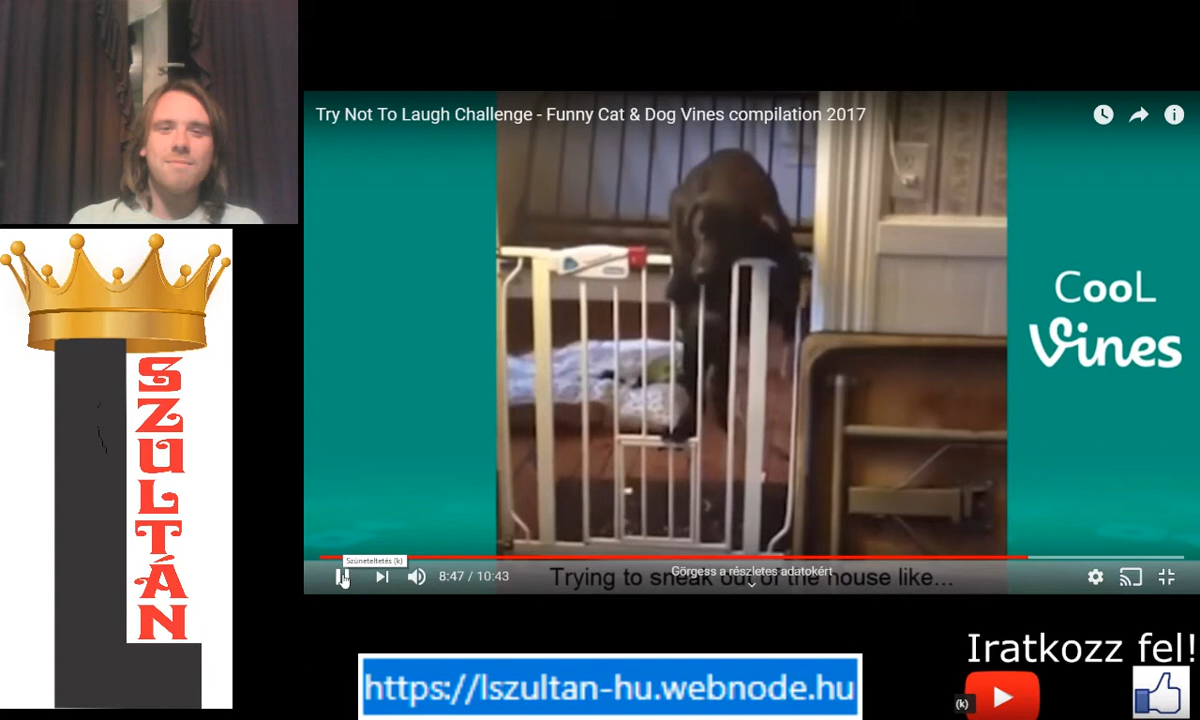 Try Not To Laugh Challenge - Funny Cat & Dog Vines compilation 2017
CooL
Vines
L
SZULTÁN
Szüneteltetés (k)
8:47 / 10:43
Görgess a részletes adatokért
Trying to sneak out of the house like...
Iratkozz fel!
https://lszultan-hu.webnode.hu
(k)